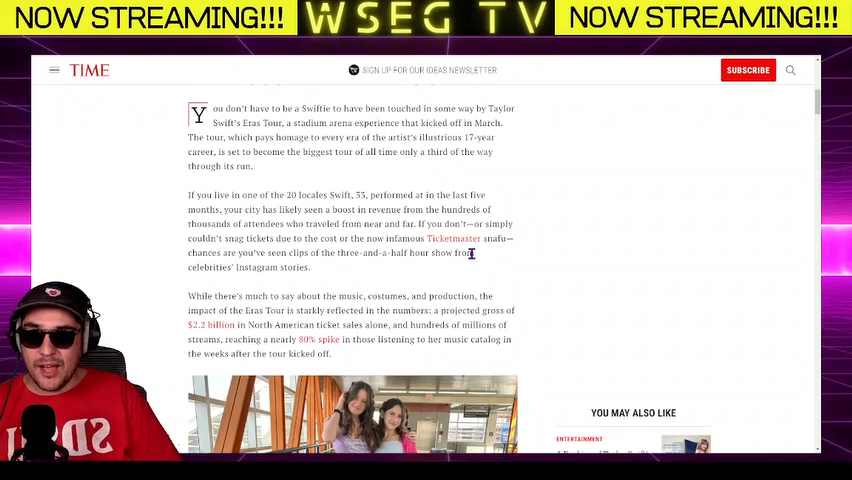 NOW STREAMING!!! WSEG TV NOW STREAMING!!!
TIME SIGN UP FOR OUR IDEAS NEWSLETTER SUBSCRIBE
You don't have to be a Swiftie to have been touched in some way by Taylor
Swift's Eras Tour, a stadium arena experience that kicked off in March.
The tour, which pays homage to every era of the artist's illustrious 17-year
career, is set to become the biggest tour of all time only a third of the way
through its run.
If you live in one of the 20 locales Swift, 33, performed at in the last five
months, your city has likely seen a boost in revenue from the hundreds of
thousands of attendees who traveled from near and far. If you don't—or simply
couldn't snag tickets due to the cost or the now infamous Ticketmaster snafu—
chances are you've seen clips of the three-and-a-half hour show from
celebrities' Instagram stories.
While there's much to say about the music, costumes, and production, the
impact of the Eras Tour is starkly reflected in the numbers: a projected gross of
$2.2 billion in North American ticket sales alone, and hundreds of millions of
streams, reaching a nearly 80% spike in those listening to her music catalog in
the weeks after the tour kicked off.
YOU MAY ALSO LIKE
ENTERTAINMENT